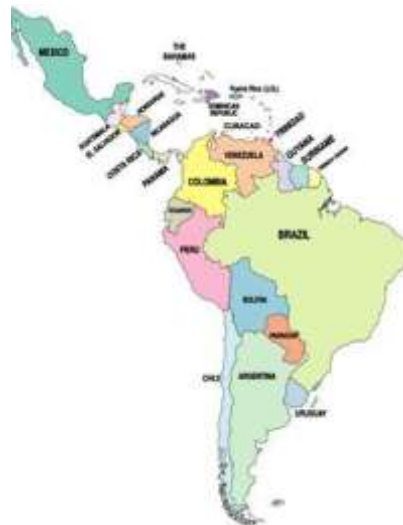 MEXICO
THE
BAHAMAS
Puerto Rico (U.S.)
DOMINICAN
REPUBLIC
HONDURAS
CURACAO
TRINIDAD
GUATEMALA
EL SALVADOR
NICARAGUA
COSTA RICA
PANAMA
VENEZUELA
GUYANA
SURINAME
COLOMBIA
ECUADOR
PERU
BRAZIL
BOLIVIA
PARAGUAY
CHILE
ARGENTINA
URUGUAY